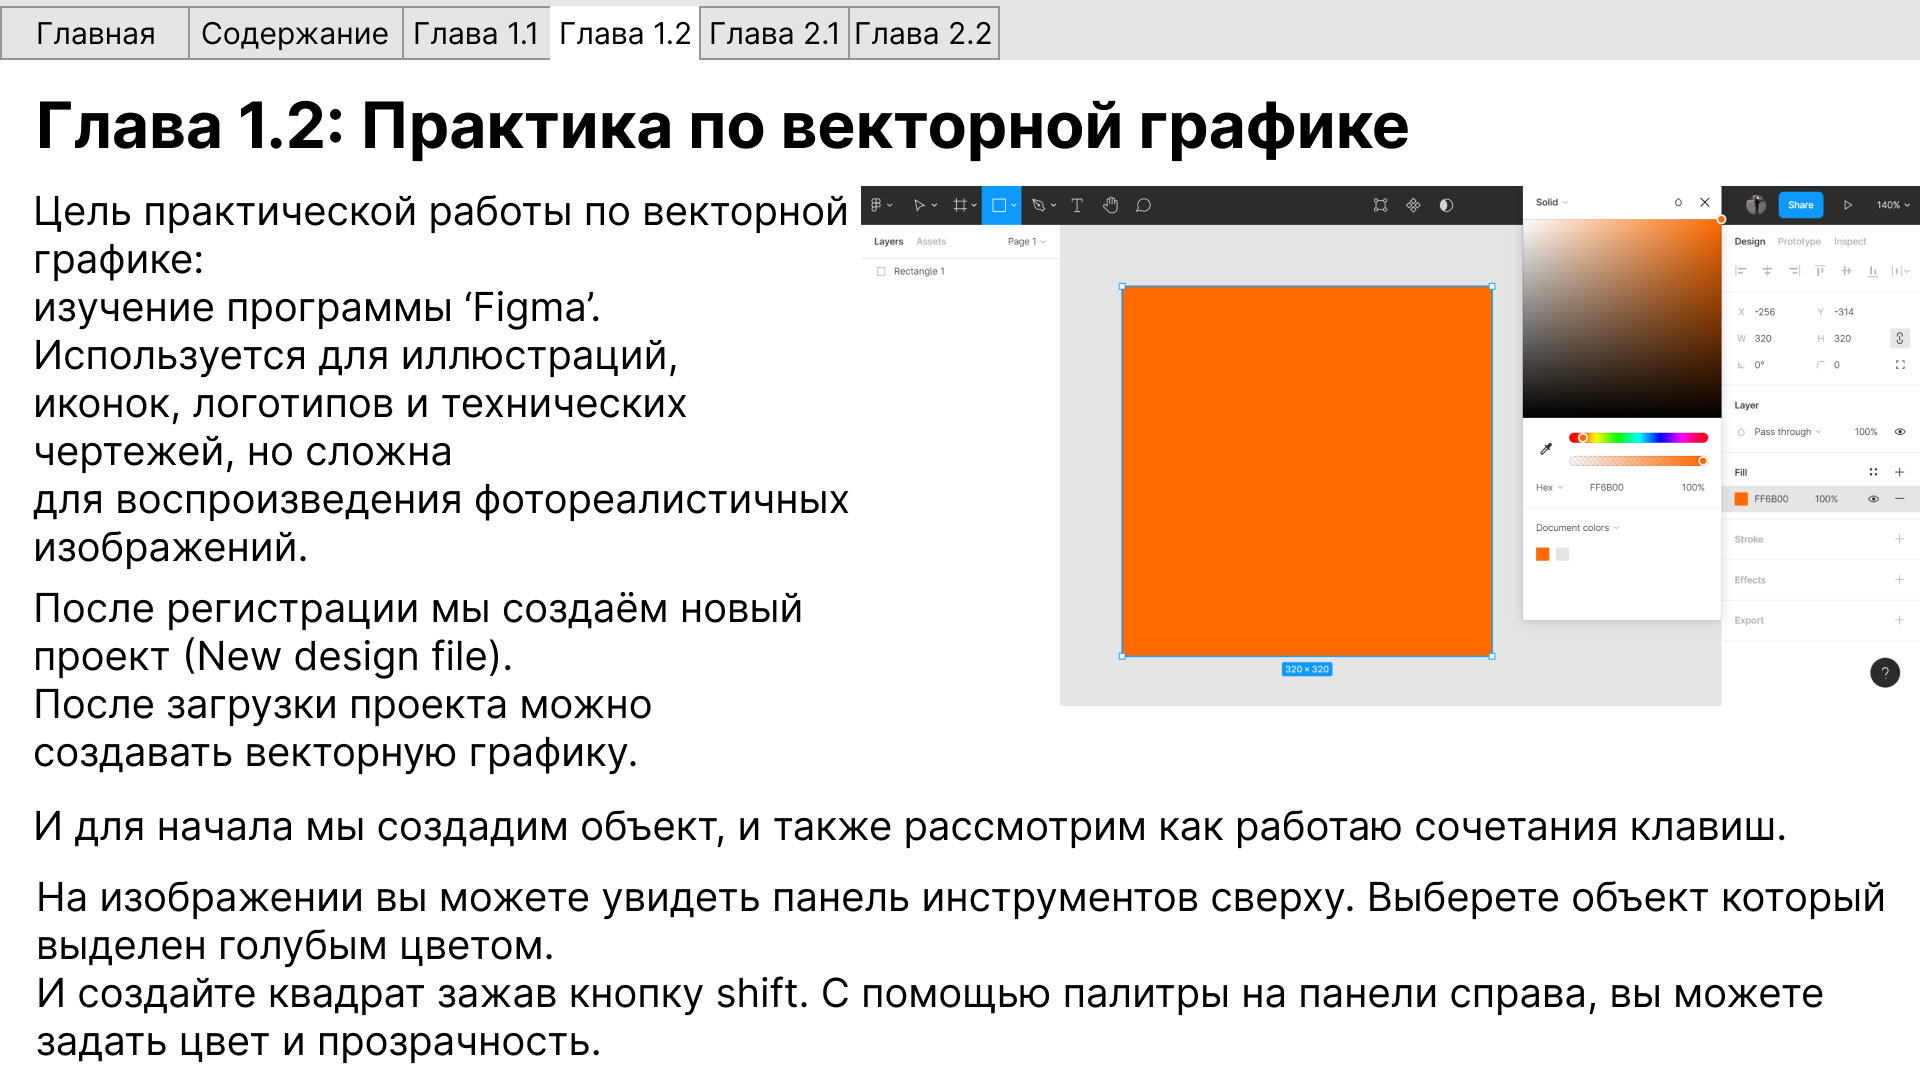 Главная Содержание Глава 1.1 Глава 1.2 Глава 2.1 Глава 2.2
Глава 1.2: Практика по векторной графике
Цель практической работы по векторной
графике:
изучение программы ‘Figma’.
Используется для иллюстраций,
иконок, логотипов и технических
чертежей, но сложна
для воспроизведения фотореалистичных
изображений.
После регистрации мы создаём новый
проект (New design file).
После загрузки проекта можно
создавать векторную графику.
Share 140%
Layers Assets Page 1
Rectangle 1
320 × 320
Solid
Hex FF6B00 100%
Document colors
Design Prototype Inspect
X -256 Y -314
W 320 H 320
0° 0
Layer
Pass through 100%
Fill
FF6B00 100%
Stroke
Effects
Export
?
И для начала мы создадим объект, и также рассмотрим как работаю сочетания клавиш.
На изображении вы можете увидеть панель инструментов сверху. Выберете объект который
выделен голубым цветом.
И создайте квадрат зажав кнопку shift. С помощью палитры на панели справа, вы можете
задать цвет и прозрачность.